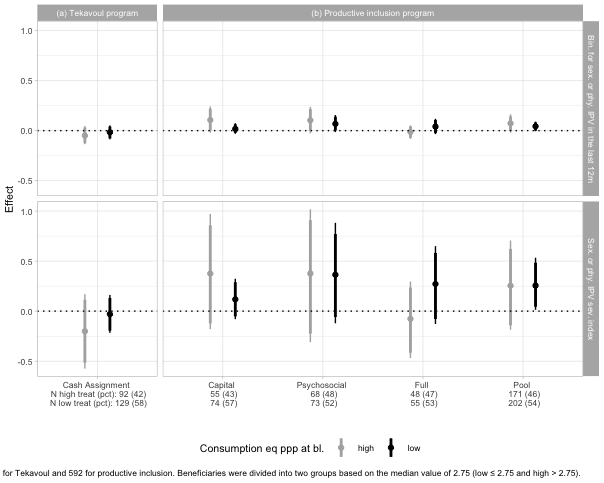 (a) Tekavoul program
(b) Productive inclusion program
1.0
0.5
0.0
-0.5
Bin. for sex. or phy. IPV in the last 12m
1.0
0.5
0.0
-0.5
Sex. or phy. IPV sev. index
Effect
Cash Assignment
N high treat (pct): 92 (42)
N low treat (pct): 129 (58)
Capital
55 (43)
74 (57)
Psychosocial
68 (48)
73 (52)
Full
48 (47)
55 (53)
Pool
171 (46)
202 (54)
Consumption eq ppp at bl.
high
low
for Tekavoul and 592 for productive inclusion. Beneficiaries were divided into two groups based on the median value of 2.75 (low ≤ 2.75 and high > 2.75).